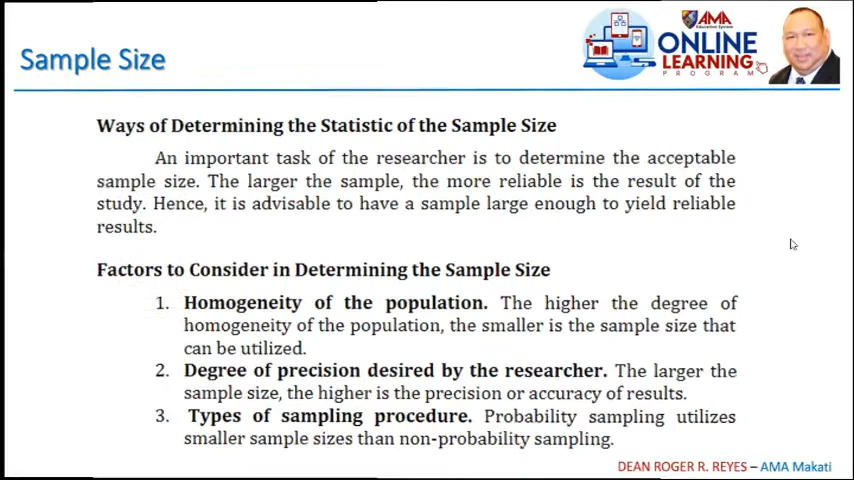 Sample Size
AMA
Education System
ONLINE
LEARNING
PROGRAM
Ways of Determining the Statistic of the Sample Size
An important task of the researcher is to determine the acceptable
sample size. The larger the sample, the more reliable is the result of the
study. Hence, it is advisable to have a sample large enough to yield reliable
results.
Factors to Consider in Determining the Sample Size
1. Homogeneity of the population. The higher the degree of
homogeneity of the population, the smaller is the sample size that
can be utilized.
2. Degree of precision desired by the researcher. The larger the
sample size, the higher is the precision or accuracy of results.
3. Types of sampling procedure. Probability sampling utilizes
smaller sample sizes than non-probability sampling.
DEAN ROGER R. REYES – AMA Makati